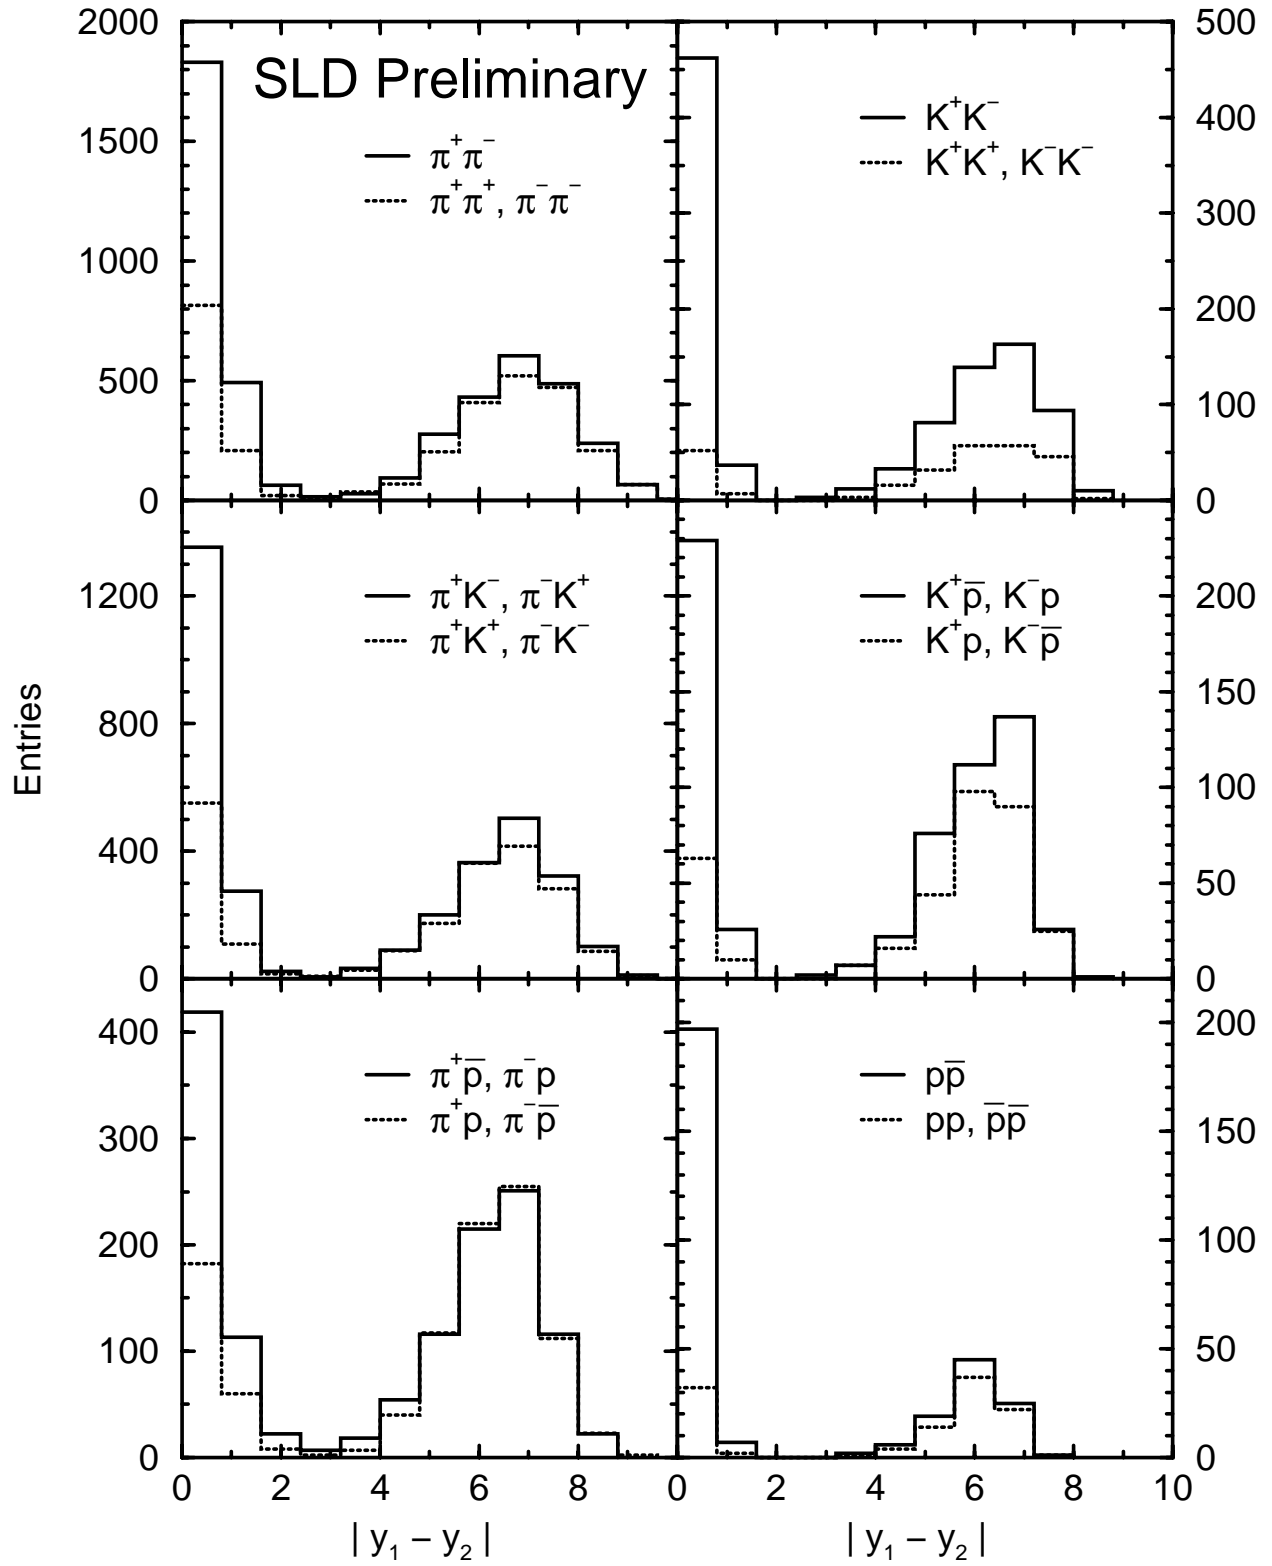 SLD Preliminary
π⁺π⁻
π⁺π⁺, π⁻π⁻
2000
1500
1000
500
0
K⁺K⁻
K⁺K⁺, K⁻K⁻
500
400
300
200
100
0
Entries
π⁺K⁻, π⁻K⁺
π⁺K⁺, π⁻K⁻
1200
800
400
0
K⁺p̅, K⁻p
K⁺p, K⁻p̅
200
150
100
50
0
π⁺p̅, π⁻p
π⁺p, π⁻p̅
400
300
200
100
0
pp̅
pp, p̅p̅
200
150
100
50
0
0 2 4 6 8 0 2 4 6 8 10
| y₁ – y₂ | | y₁ – y₂ |